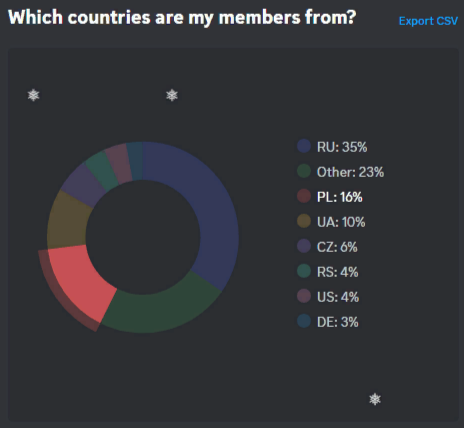 Which countries are my members from?
Export CSV
RU: 35%
Other: 23%
PL: 16%
UA: 10%
CZ: 6%
RS: 4%
US: 4%
DE: 3%